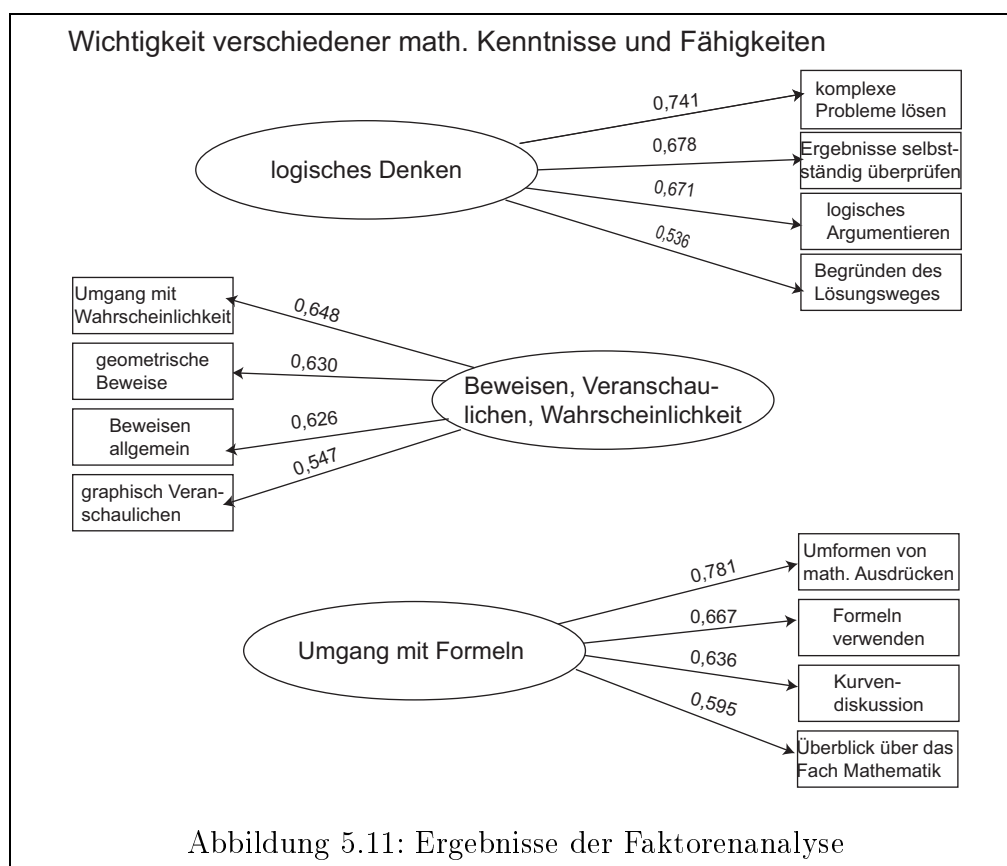 Wichtigkeit verschiedener math. Kenntnisse und Fähigkeiten
logisches Denken
0,741
komplexe
Probleme lösen
0,678
Ergebnisse selbst-
ständig überprüfen
0,671
logisches
Argumentieren
0,536
Begründen des
Lösungsweges
Beweisen, Veranschau-
lichen, Wahrscheinlichkeit
0,648
Umgang mit
Wahrscheinlichkeit
0,630
geometrische
Beweise
0,626
Beweisen
allgemein
0,547
graphisch Veran-
schaulichen
Umgang mit Formeln
0,781
Umformen von
math. Ausdrücken
0,667
Formeln
verwenden
0,636
Kurven-
diskussion
0,595
Überblick über das
Fach Mathematik
Abbildung 5.11: Ergebnisse der Faktorenanalyse